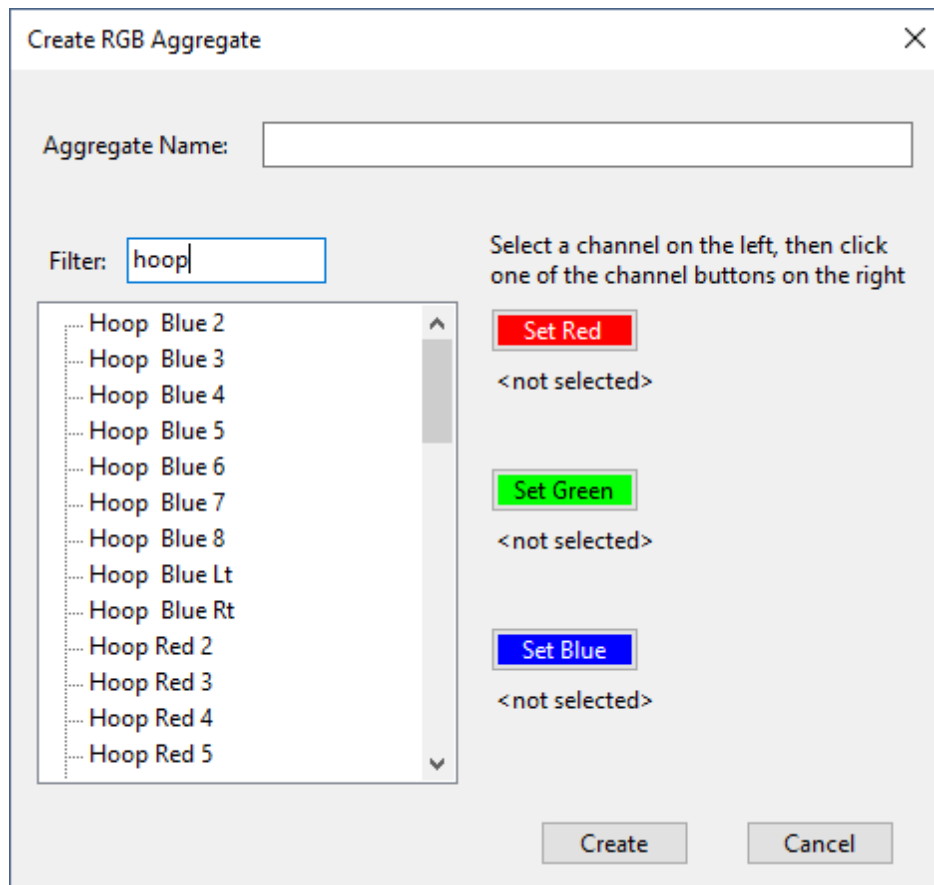 Create RGB Aggregate
Aggregate Name:
Filter:
hoop
Select a channel on the left, then click
one of the channel buttons on the right
Hoop  Blue 2
Hoop  Blue 3
Hoop  Blue 4
Hoop  Blue 5
Hoop  Blue 6
Hoop  Blue 7
Hoop  Blue 8
Hoop  Blue Lt
Hoop  Blue Rt
Hoop Red 2
Hoop Red 3
Hoop Red 4
Hoop Red 5
Set Red
<not selected>
Set Green
<not selected>
Set Blue
<not selected>
Create
Cancel